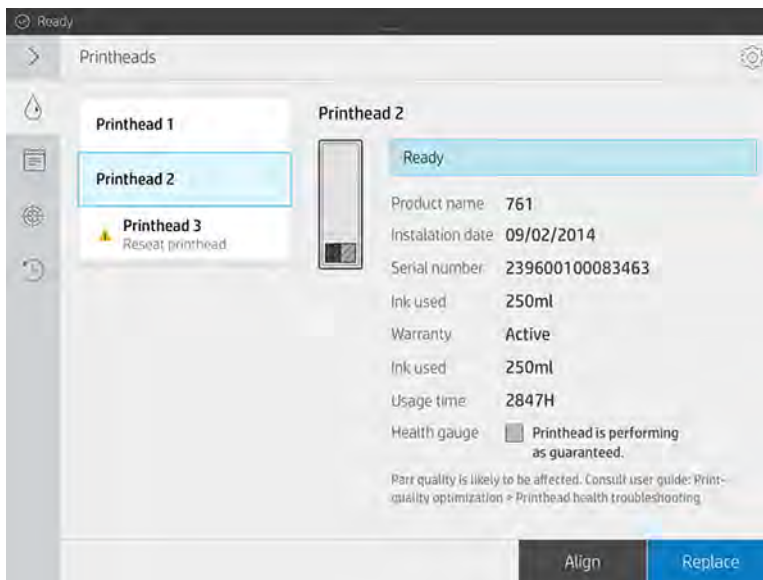 Ready
Printheads
Printhead 1
Printhead 2
Printhead 3
Reseat printhead
Printhead 2
Ready
Product name 761
Instalation date 09/02/2014
Serial number 239600100083463
Ink used 250ml
Warranty Active
Ink used 250ml
Usage time 2847H
Health gauge Printhead is performing
as guaranteed.
Parr quality is likely to be affected. Consult user guide: Print-
quality optimization > Printhead health troubleshooting
Align Replace